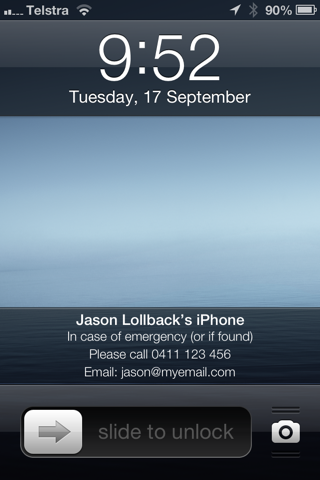 Telstra 90%
9:52
Tuesday, 17 September
Jason Lollback's iPhone
In case of emergency (or if found)
Please call 0411 123 456
Email: jason@myemail.com
slide to unlock